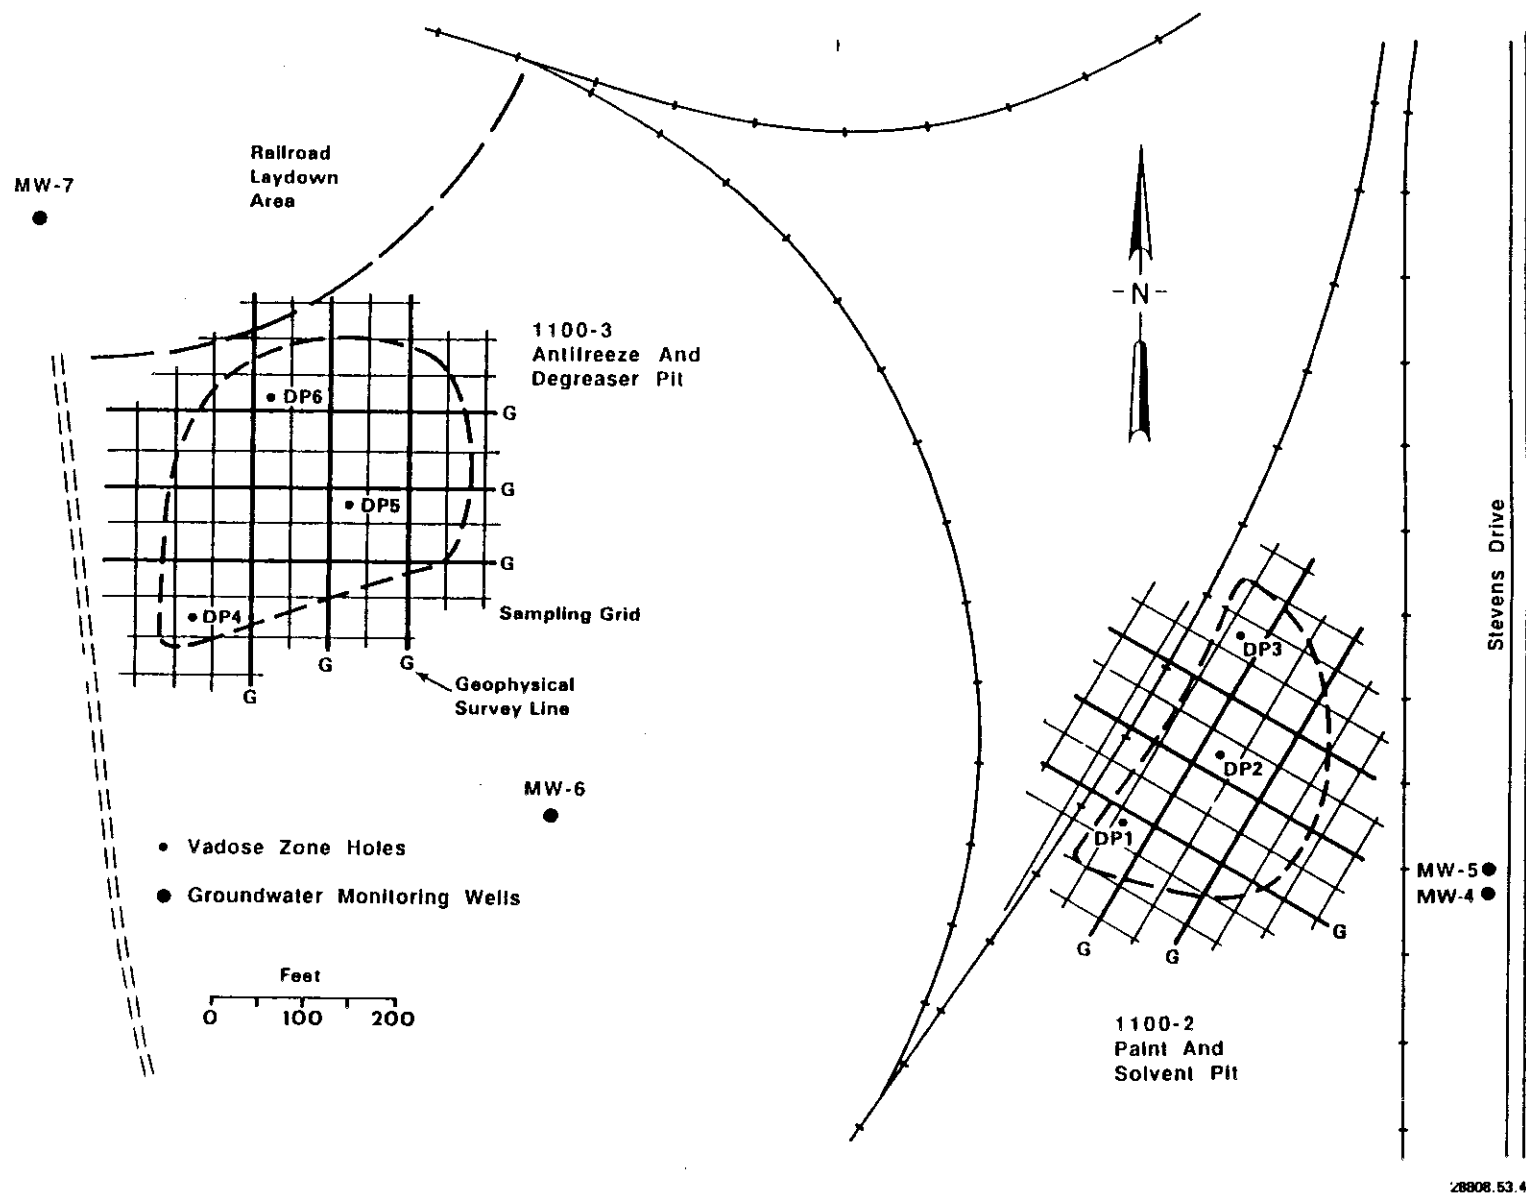 Railroad
Laydown
Area
MW-7
N
1100-3
Antifreeze And
Degreaser Pit
DP6
G
G
DP5
G
DP4
Sampling Grid
G
G
G
Geophysical
Survey Line
Stevens Drive
DP3
DP2
DP1
MW-6
• Vadose Zone Holes
● Groundwater Monitoring Wells
MW-5
MW-4
G
G
G
Feet
0 100 200
1100-2
Paint And
Solvent Pit
28808.53.4